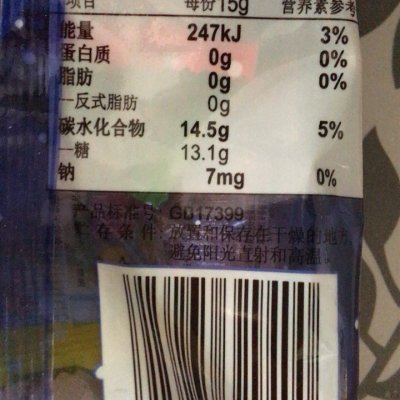 项目 每份15g 营养素参考
能量 247kJ 3%
蛋白质 0g 0%
脂肪 0g 0%
—反式脂肪 0g
碳水化合物 14.5g 5%
—糖 13.1g
钠 7mg 0%
产品标准号: GB17399
贮存条件: 放置和保存在干燥的地方
避免阳光直射和高温。